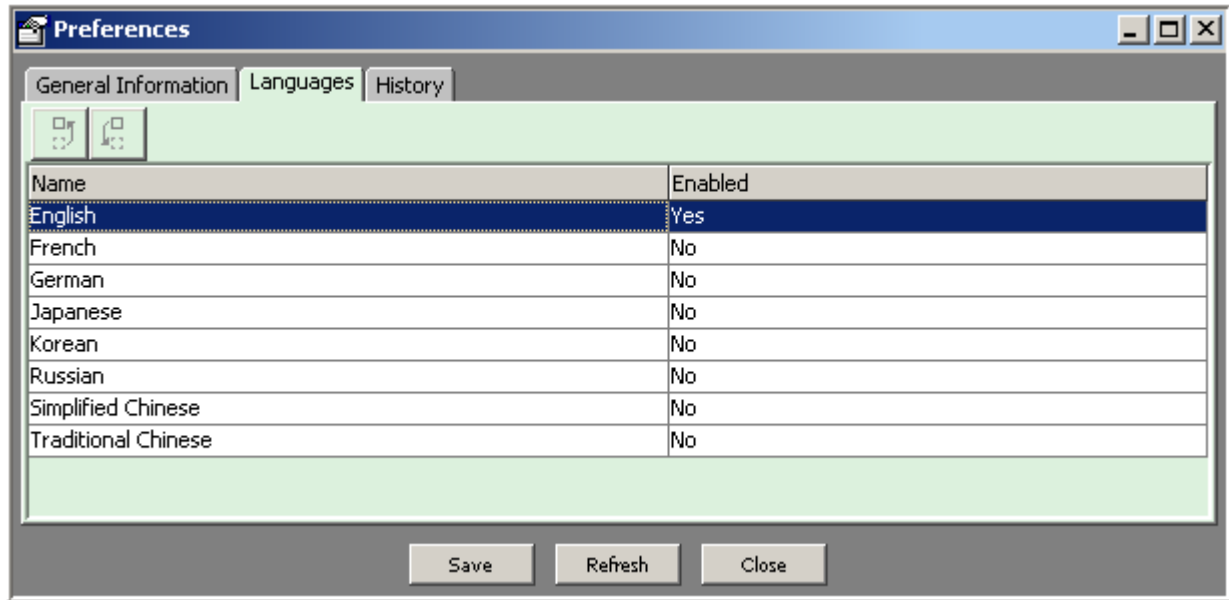 Preferences
General Information Languages History
Name Enabled
English Yes
French No
German No
Japanese No
Korean No
Russian No
Simplified Chinese No
Traditional Chinese No
Save Refresh Close